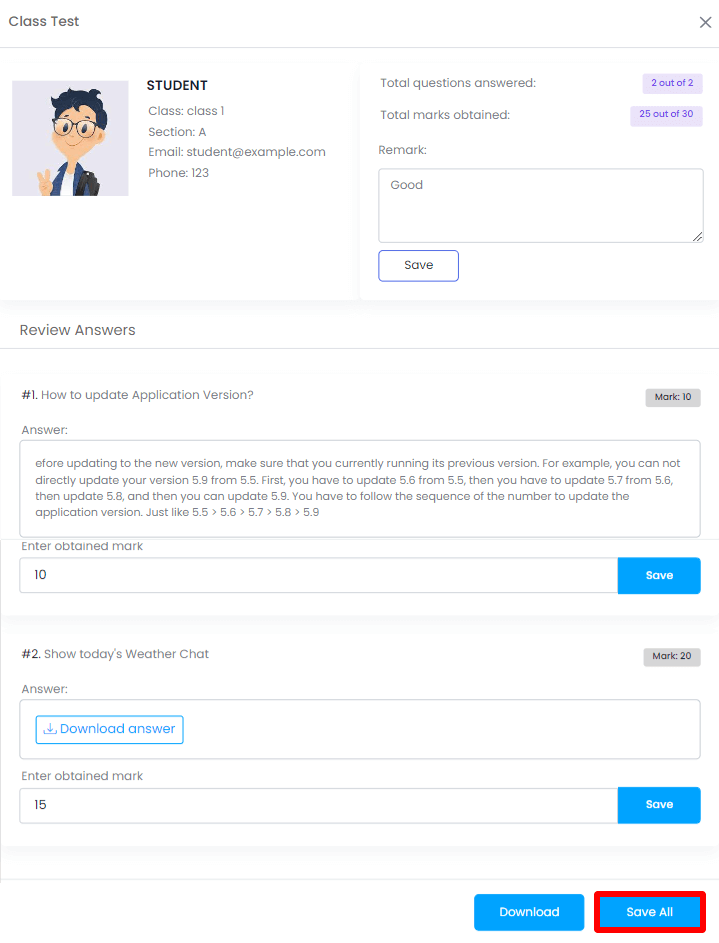 Class Test
STUDENT
Class: class 1
Section: A
Email: student@example.com
Phone: 123
Total questions answered:
2 out of 2
Total marks obtained:
25 out of 30
Remark:
Good
Save
Review Answers
#1. How to update Application Version?
Mark: 10
Answer:
efore updating to the new version, make sure that you currently running its previous version. For example, you can not
directly update your version 5.9 from 5.5. First, you have to update 5.6 from 5.5, then you have to update 5.7 from 5.6,
then update 5.8, and then you can update 5.9. You have to follow the sequence of the number to update the
application version. Just like 5.5 > 5.6 > 5.7 > 5.8 > 5.9
Enter obtained mark
10
Save
#2. Show today's Weather Chat
Mark: 20
Answer:
Download answer
Enter obtained mark
15
Save
Download
Save All